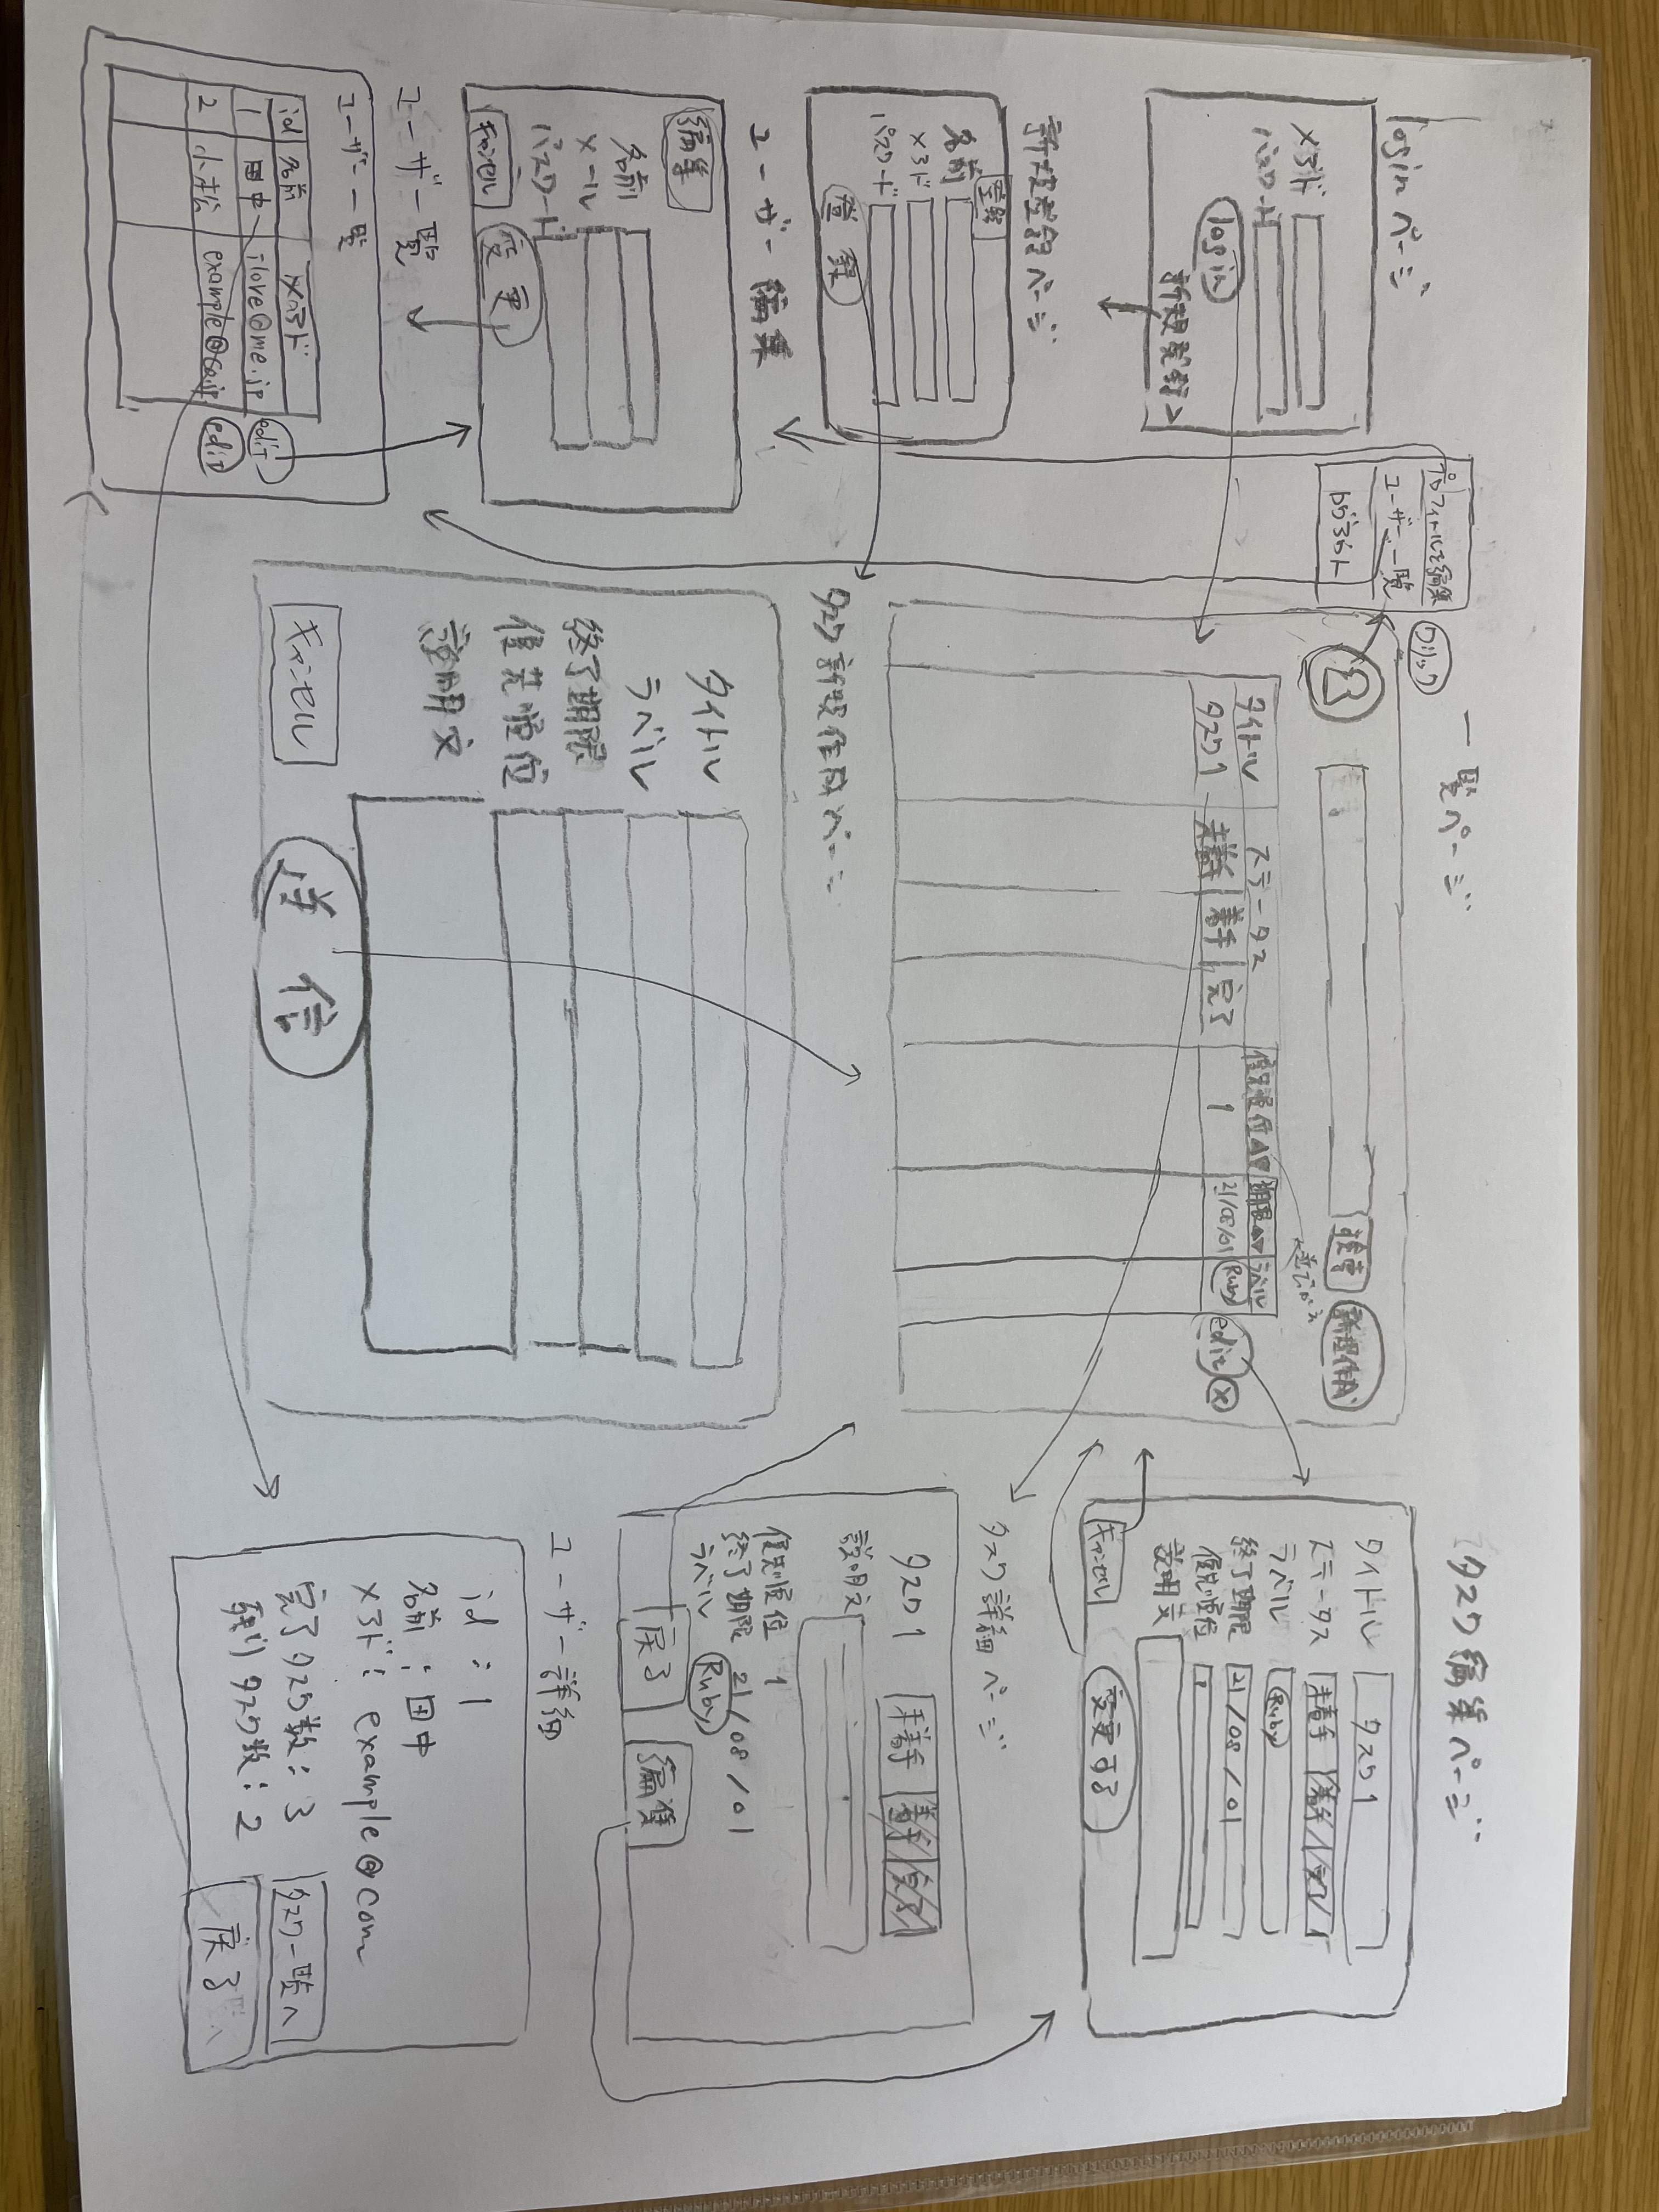 loginページ
メアド
パスワード
login
新規登録>
新規登録ページ
登録
名前
メアド
パスワード
登録
ユーザー編集
編集
名前
メール
パスワード
キャンセル
変更
ユーザー一覧
ユーザー一覧
id 名前 メアド
1 田中 ilove@me.jp edit
2 小松 example@co.jp edit
プロフィールを編集
ユーザー一覧
ログアウト
クリック
一覧ページ
検索
新規作成
タイトル ステータス 優先順位▲▼ 期限▲▼ ラベル
タスク1 未着手 着手 完了 1 21/08/01 Ruby edit ×
タスク新規作成ページ
タイトル
ラベル
終了期限
優先順位
説明文
キャンセル
送信
タスク編集ページ
タイトル タスク1
ステータス 未着手 着手 完了
ラベル Ruby
終了期限 21/08/01
優先順位 1
説明文
キャンセル 変更する
タスク詳細ページ
タスク1 未着手 着手 完了
説明文
優先順位 1
終了期限 21/08/01
ラベル Ruby
戻る 編集
ユーザー詳細
id : 1
名前 : 田中
メアド : example@com
完了タスク数 : 3
残りタスク数 : 2
タスク一覧へ
戻る